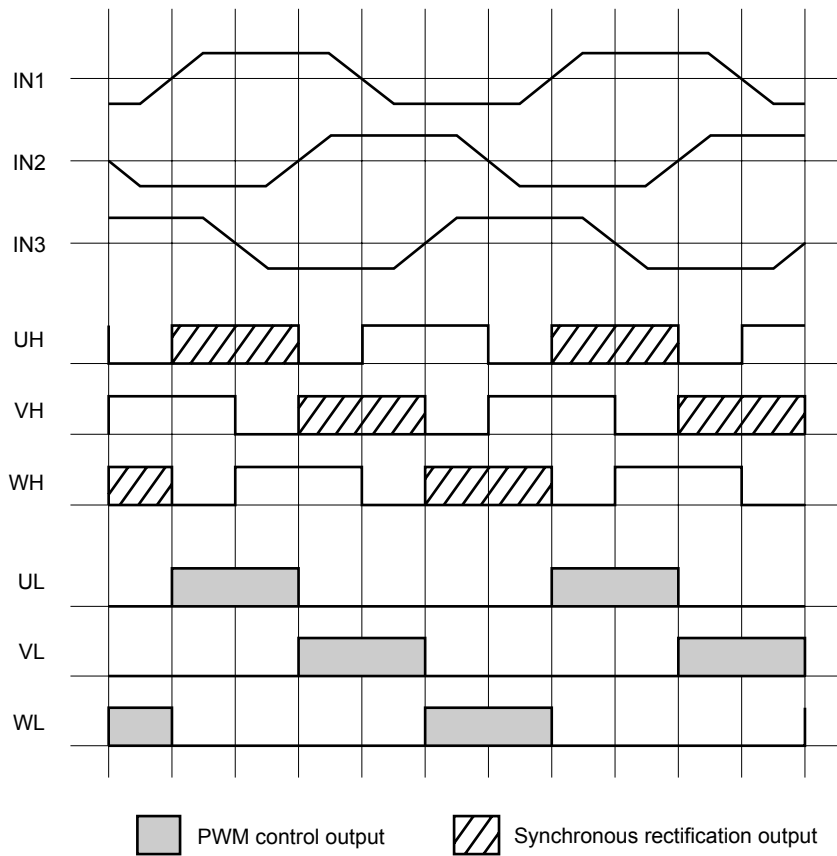 IN1
IN2
IN3
UH
VH
WH
UL
VL
WL
PWM control output
Synchronous rectification output